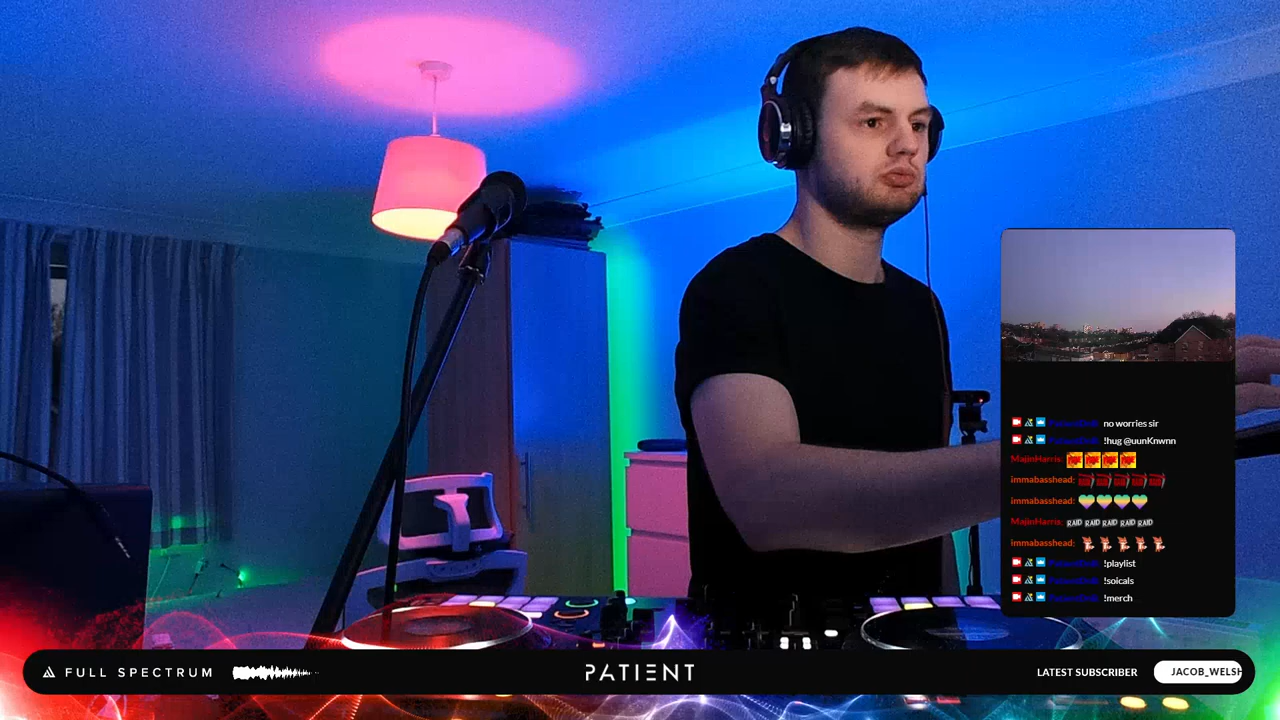 no worries sir
!hug @uunKnwnn
MajinHarris:
immabasshead:
immabasshead:
MajinHarris: RAID RAID RAID RAID RAID
immabasshead:
!playlist
!soicals
!merch
FULL SPECTRUM
PATIENT
LATEST SUBSCRIBER
JACOB_WELSH